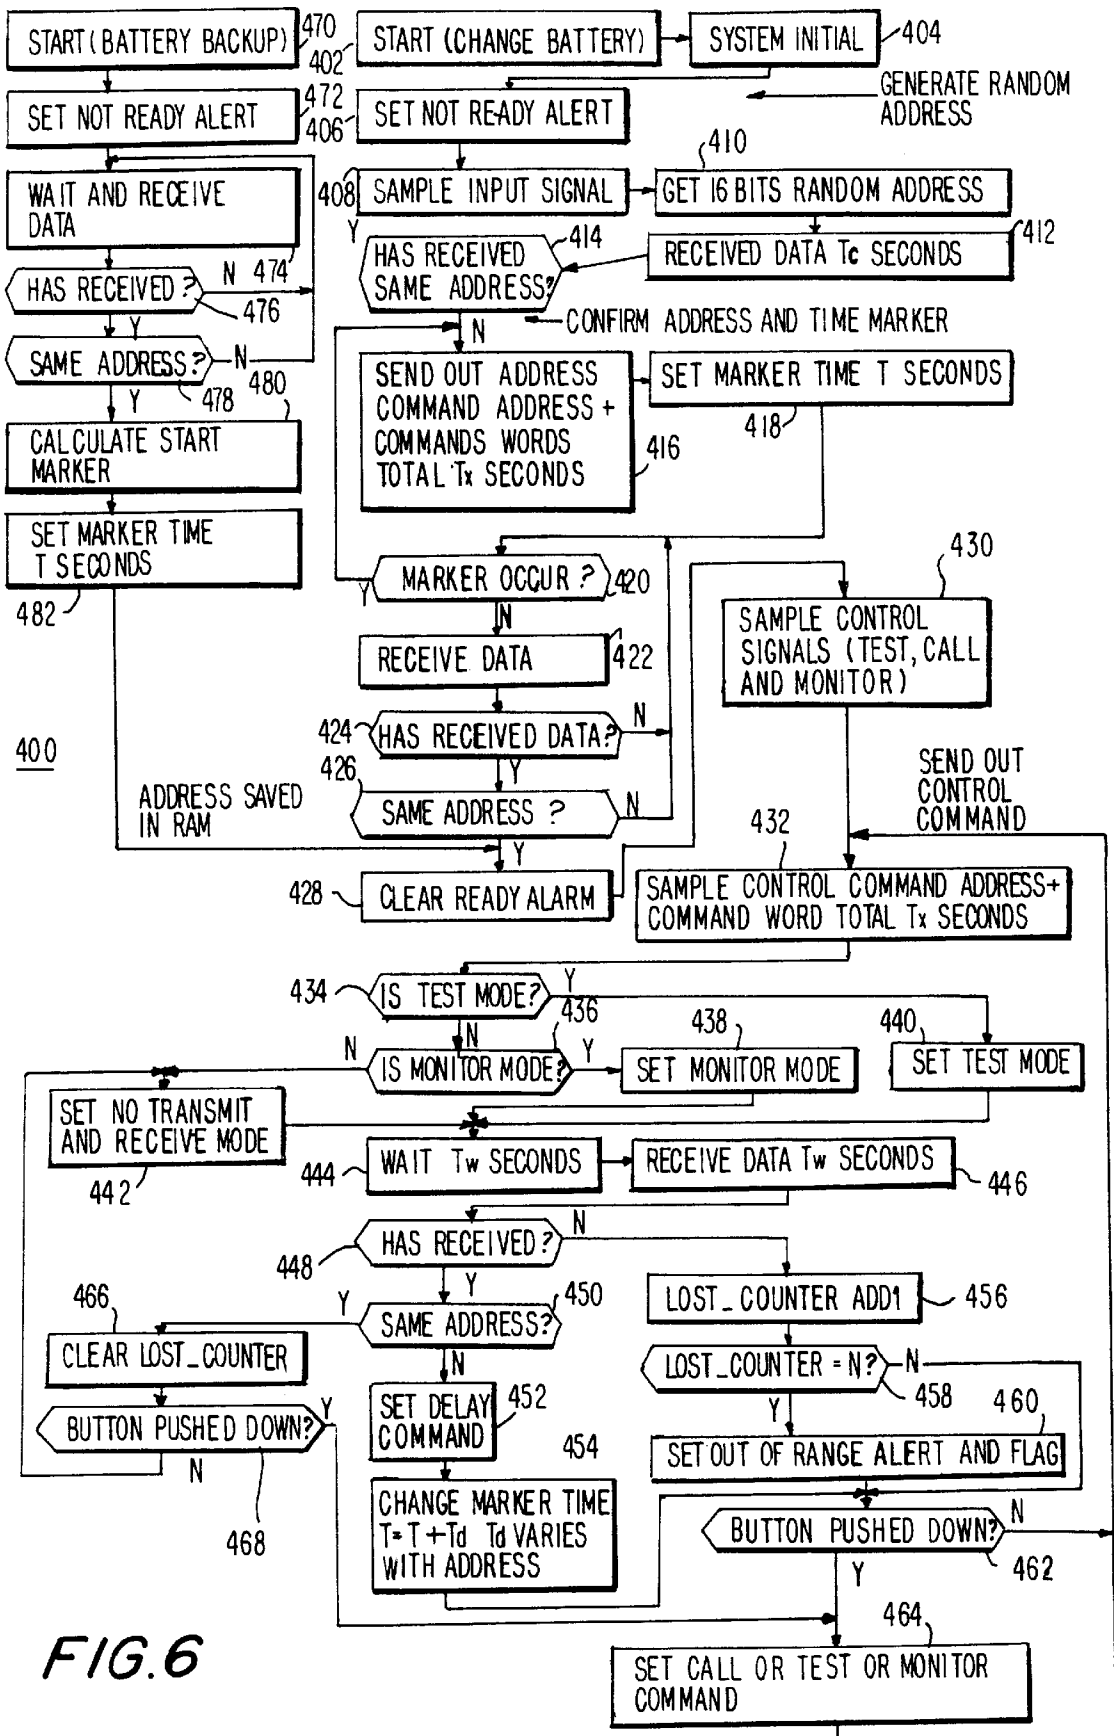 START (BATTERY BACKUP)
470
402
START (CHANGE BATTERY)
SYSTEM INITIAL
404
GENERATE RANDOM
ADDRESS
SET NOT READY ALERT
472
406
SET NOT READY ALERT
410
WAIT AND RECEIVE
DATA
474
408
SAMPLE INPUT SIGNAL
GET 16 BITS RANDOM ADDRESS
Y
HAS RECEIVED
SAME ADDRESS?
414
RECEIVED DATA Tc SECONDS
412
HAS RECEIVED?
N
476
Y
N
CONFIRM ADDRESS AND TIME MARKER
SAME ADDRESS?
N
478
Y
480
SEND OUT ADDRESS
COMMAND ADDRESS +
COMMANDS WORDS
TOTAL Tx SECONDS
416
SET MARKER TIME T SECONDS
418
CALCULATE START
MARKER
SET MARKER TIME
T SECONDS
482
MARKER OCCUR ?
420
Y
N
430
SAMPLE CONTROL
SIGNALS (TEST, CALL
AND MONITOR)
RECEIVE DATA
422
424
HAS RECEIVED DATA?
N
Y
400
426
SAME ADDRESS ?
N
Y
ADDRESS SAVED
IN RAM
SEND OUT
CONTROL
COMMAND
432
428
CLEAR READY ALARM
SAMPLE CONTROL COMMAND ADDRESS+
COMMAND WORD TOTAL Tx SECONDS
434
IS TEST MODE?
Y
N
436
438
440
N
IS MONITOR MODE?
Y
SET MONITOR MODE
SET TEST MODE
SET NO TRANSMIT
AND RECEIVE MODE
442
444
WAIT Tw SECONDS
RECEIVE DATA Tw SECONDS
446
448
HAS RECEIVED?
N
Y
466
Y
SAME ADDRESS?
450
N
LOST_COUNTER ADD1
456
CLEAR LOST_COUNTER
LOST_COUNTER = N?
N
458
Y
SET DELAY
COMMAND
452
BUTTON PUSHED DOWN?
Y
N
468
460
SET OUT OF RANGE ALERT AND FLAG
454
CHANGE MARKER TIME
T= T +Td Td VARIES
WITH ADDRESS
BUTTON PUSHED DOWN?
N
462
Y
464
FIG.6
SET CALL OR TEST OR MONITOR
COMMAND